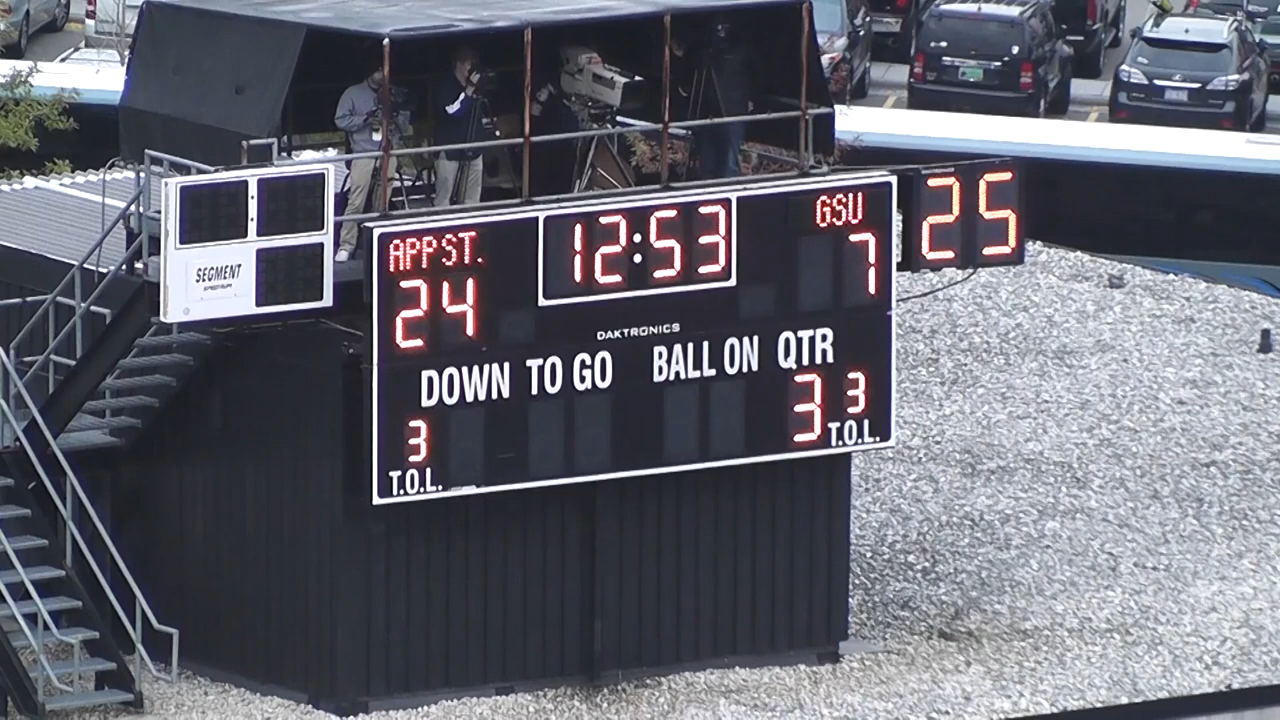 SEGMENT
APP ST. 12:53 GSU 25
24 7
DAKTRONICS
DOWN TO GO BALL ON QTR
3 3 3
T.O.L. T.O.L.